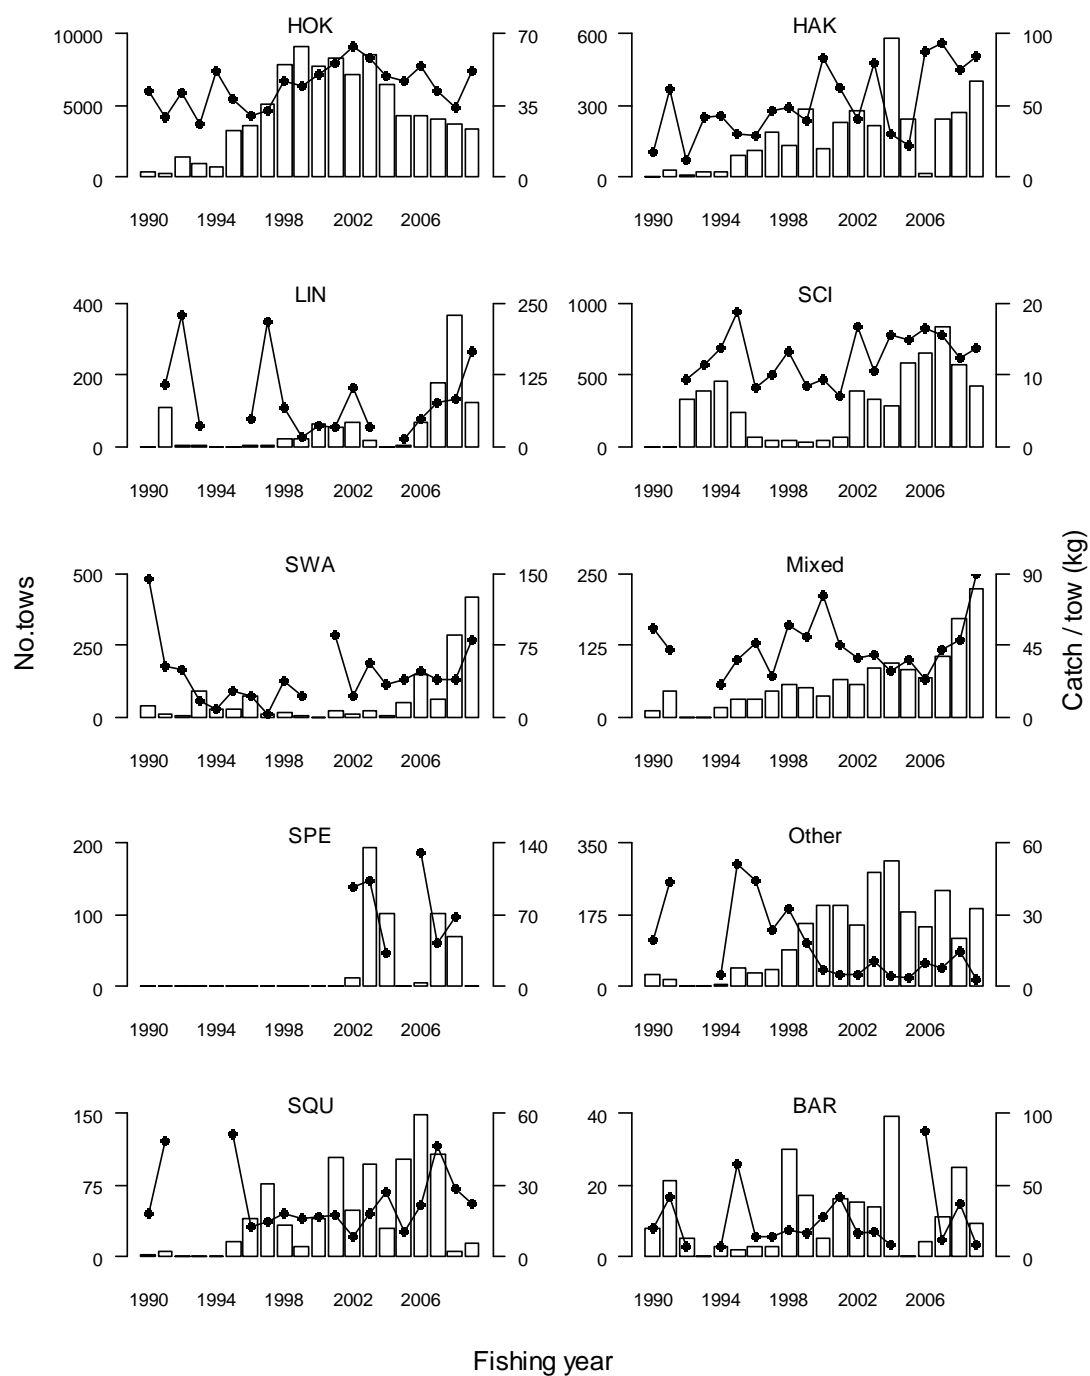 HOK HAK
10000 70 600 100
5000 35 300 50
0 0 0 0
1990 1994 1998 2002 2006 1990 1994 1998 2002 2006
LIN SCI
400 250 1000 20
200 125 500 10
0 0 0 0
1990 1994 1998 2002 2006 1990 1994 1998 2002 2006
SWA Mixed
500 150 250 90
250 75 125 45
0 0 0 0
1990 1994 1998 2002 2006 1990 1994 1998 2002 2006
No.tows
Catch / tow (kg)
SPE Other
200 140 350 60
100 70 175 30
0 0 0 0
1990 1994 1998 2002 2006 1990 1994 1998 2002 2006
SQU BAR
150 60 40 100
75 30 20 50
0 0 0 0
1990 1994 1998 2002 2006 1990 1994 1998 2002 2006
Fishing year